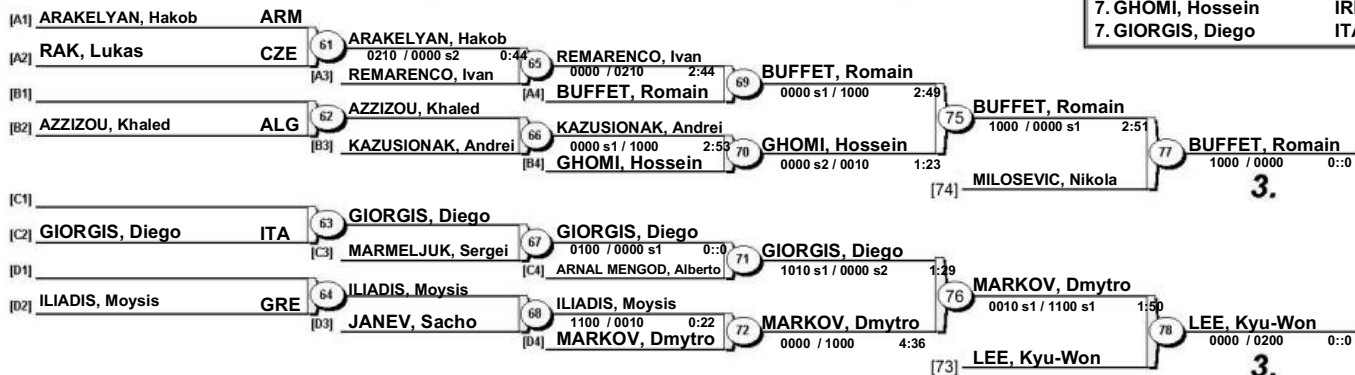 7. GHOMI, Hossein
7. GIORGIS, Diego ITA
[A1] ARAKELYAN, Hakob ARM
[A2] RAK, Lukas CZE
61
ARAKELYAN, Hakob
0210 / 0000 s2 0:44
[A3] REMARENCO, Ivan
65
REMARENCO, Ivan
0000 / 0210 2:44
[A4] BUFFET, Romain
69
BUFFET, Romain
0000 s1 / 1000 2:49
[B1]
[B2] AZZIZOU, Khaled ALG
62
AZZIZOU, Khaled
[B3] KAZUSIONAK, Andrei
66
KAZUSIONAK, Andrei
0000 s1 / 1000 2:53
[B4] GHOMI, Hossein
70
GHOMI, Hossein
0000 s2 / 0010 1:23
75
BUFFET, Romain
1000 / 0000 s1 2:51
[74] MILOSEVIC, Nikola
77
BUFFET, Romain
1000 / 0000 0::0
3.
[C1]
[C2] GIORGIS, Diego ITA
63
GIORGIS, Diego
[C3] MARMELJUK, Sergei
67
GIORGIS, Diego
0100 / 0000 s1 0::0
[C4] ARNAL MENGOD, Alberto
71
GIORGIS, Diego
1010 s1 / 0000 s2 1:29
[D1]
[D2] ILIADIS, Moysis GRE
64
ILIADIS, Moysis
[D3] JANEV, Sacho
68
ILIADIS, Moysis
1100 / 0010 0:22
[D4] MARKOV, Dmytro
72
MARKOV, Dmytro
0000 / 1000 4:36
76
MARKOV, Dmytro
0010 s1 / 1100 s1 1:50
[73] LEE, Kyu-Won
78
LEE, Kyu-Won
0000 / 0200 0::0
3.